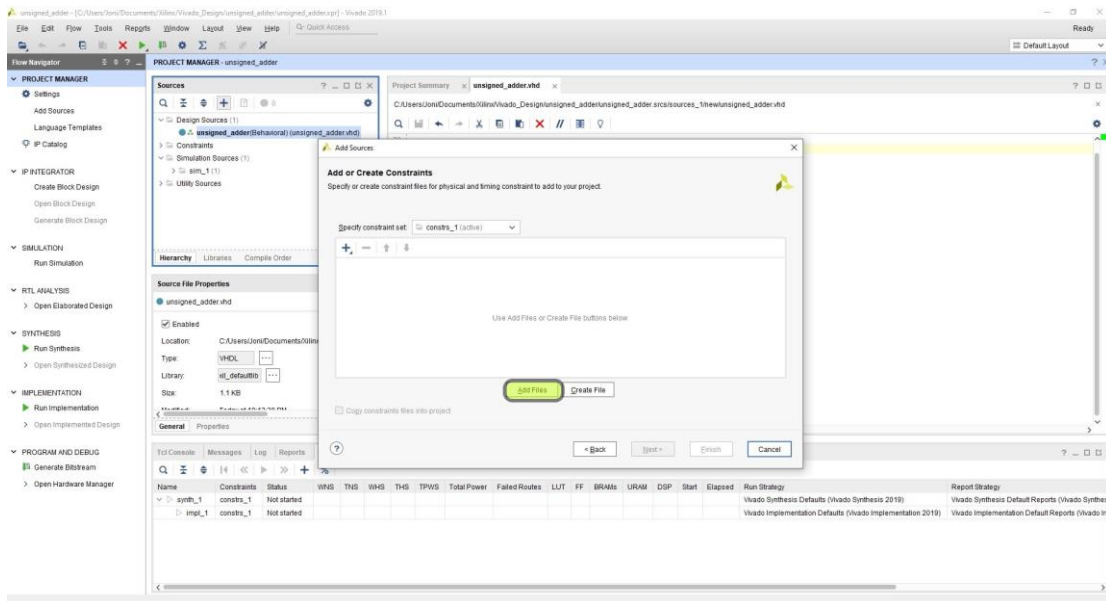 unsigned_adder - [C:/Users/Joni/Documents/Xilinx/Vivado_Design/unsigned_adder/unsigned_adder.xpr] - Vivado 2019.1
File Edit Flow Tools Reports Window Layout View Help Quick Access
Ready
Default Layout
Flow Navigator
PROJECT MANAGER - unsigned_adder
PROJECT MANAGER
Settings
Add Sources
Language Templates
IP Catalog
IP INTEGRATOR
Create Block Design
Open Block Design
Generate Block Design
SIMULATION
Run Simulation
RTL ANALYSIS
Open Elaborated Design
SYNTHESIS
Run Synthesis
Open Synthesized Design
IMPLEMENTATION
Run Implementation
Open Implemented Design
PROGRAM AND DEBUG
Generate Bitstream
Open Hardware Manager
Sources
Design Sources (1)
unsigned_adder(Behavioral) (unsigned_adder.vhd)
Constraints
Simulation Sources (1)
sim_1 (1)
Utility Sources
Hierarchy Libraries Compile Order
Source File Properties
unsigned_adder.vhd
Enabled
Location: C:/Users/Joni/Documents/Xilinx
Type: VHDL
Library: xil_defaultlib
Size: 1.1 KB
General Properties
Project Summary unsigned_adder.vhd
C:/Users/Joni/Documents/Xilinx/Vivado_Design/unsigned_adder/unsigned_adder.srcs/sources_1/new/unsigned_adder.vhd
Add Sources
Add or Create Constraints
Specify or create constraint files for physical and timing constraint to add to your project.
Specify constraint set: constrs_1 (active)
Use Add Files or Create File buttons below
Add Files Create File
Copy constraints files into project
< Back Next > Finish Cancel
Tcl Console Messages Log Reports
Name Constraints Status WNS TNS WHS THS TPWS Total Power Failed Routes LUT FF BRAMs URAM DSP Start Elapsed Run Strategy Report Strategy
synth_1 constrs_1 Not started Vivado Synthesis Defaults (Vivado Synthesis 2019) Vivado Synthesis Default Reports (Vivado Synthes
impl_1 constrs_1 Not started Vivado Implementation Defaults (Vivado Implementation 2019) Vivado Implementation Default Reports (Vivado Im